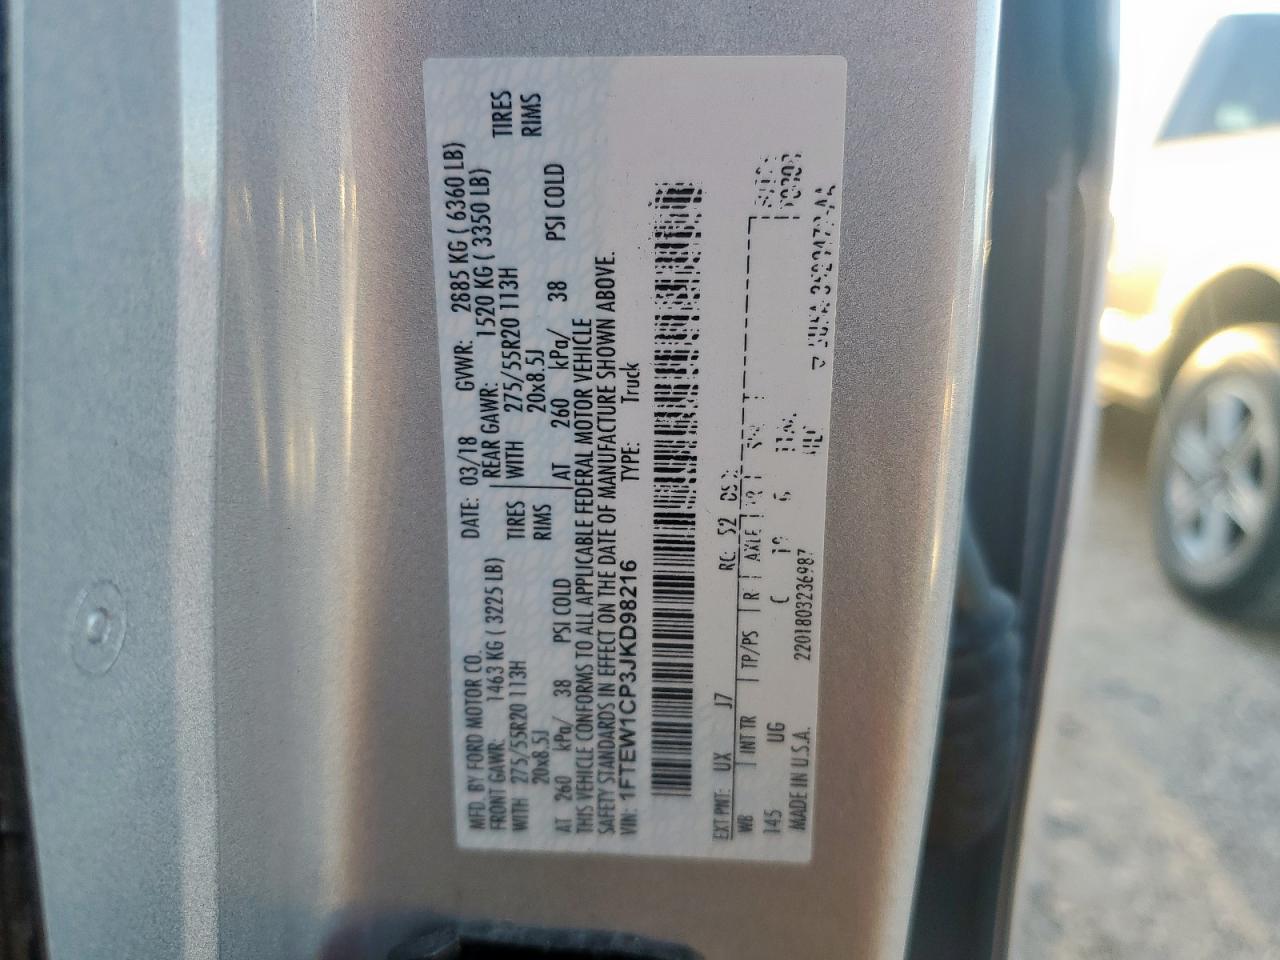 MFD. BY FORD MOTOR CO. DATE: 03/18 GVWR: 2885 KG ( 6360 LB)
FRONT GAWR: 1463 KG ( 3225 LB) REAR GAWR: 1520 KG ( 3350 LB)
WITH 275/55R20 113H TIRES WITH 275/55R20 113H TIRES
20x8.5J RIMS 20x8.5J RIMS
AT 260 kPa/ 38 PSI COLD AT 260 kPa/ 38 PSI COLD
THIS VEHICLE CONFORMS TO ALL APPLICABLE FEDERAL MOTOR VEHICLE
SAFETY STANDARDS IN EFFECT ON THE DATE OF MANUFACTURE SHOWN ABOVE.
VIN: 1FTEW1CP3JKD98216 TYPE: Truck
EXT PNT: UX J7 RC: 52 DS
WB INT TR TP/PS R AXLE
145 UG C 19 6
MADE IN U.S.A. 2201803236987